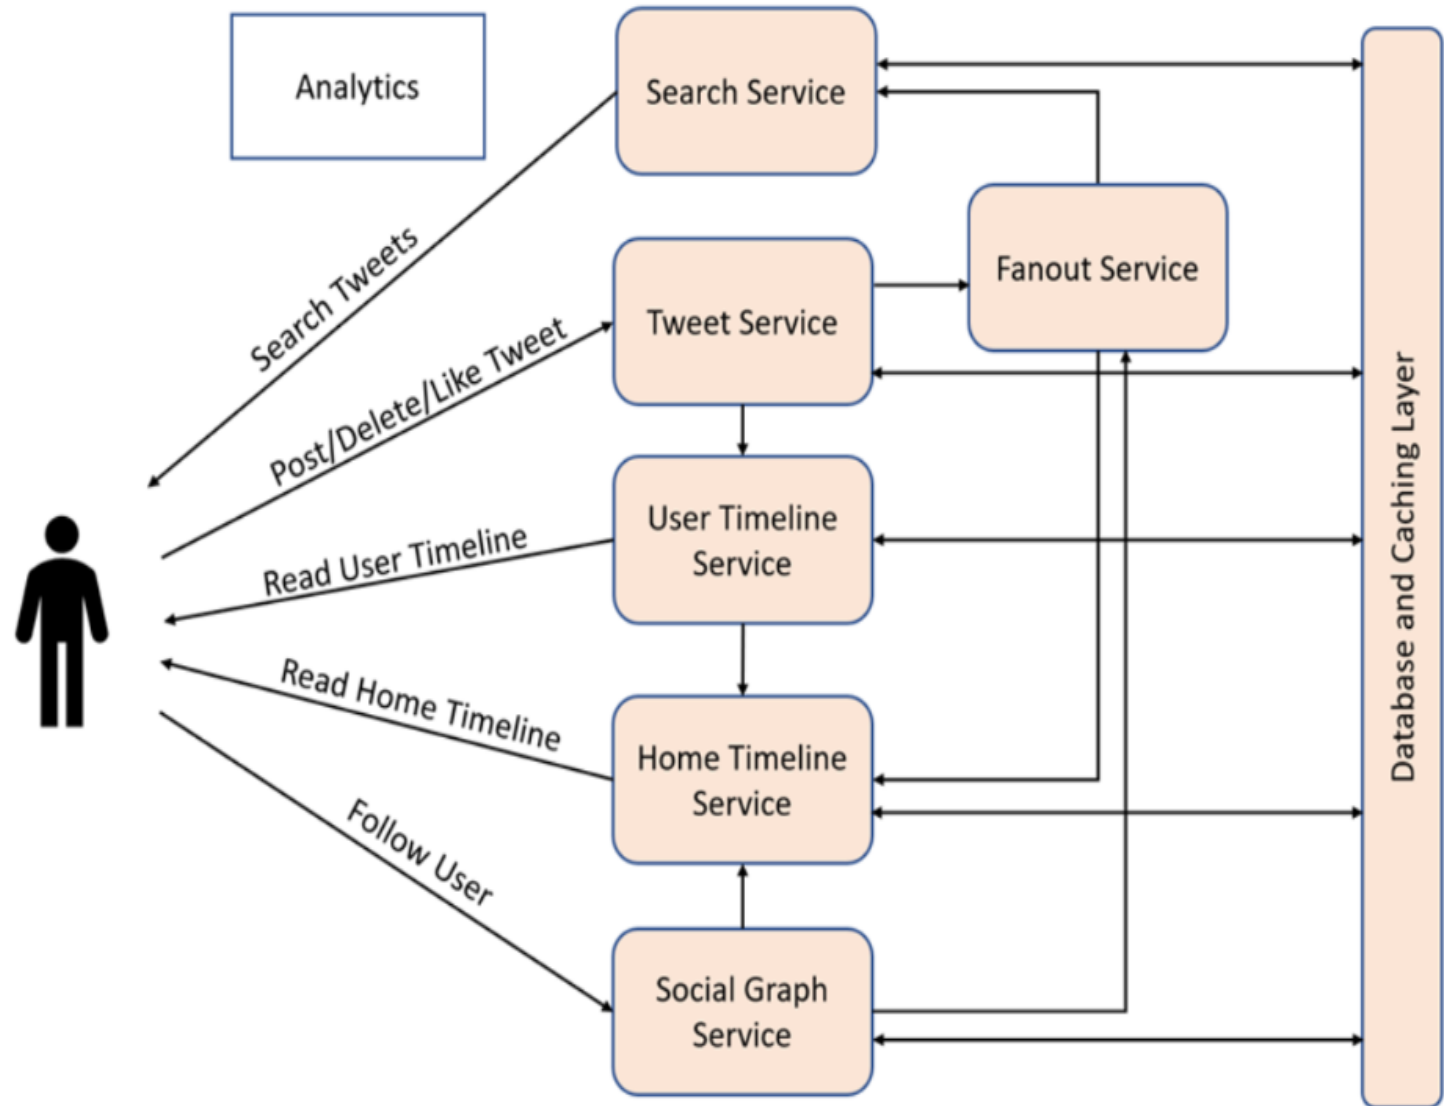 Analytics
Search Service
Fanout Service
Search Tweets
Tweet Service
Post/Delete/Like Tweet
User Timeline
Service
Read User Timeline
Read Home Timeline
Home Timeline
Service
Follow User
Social Graph
Service
Database and Caching Layer